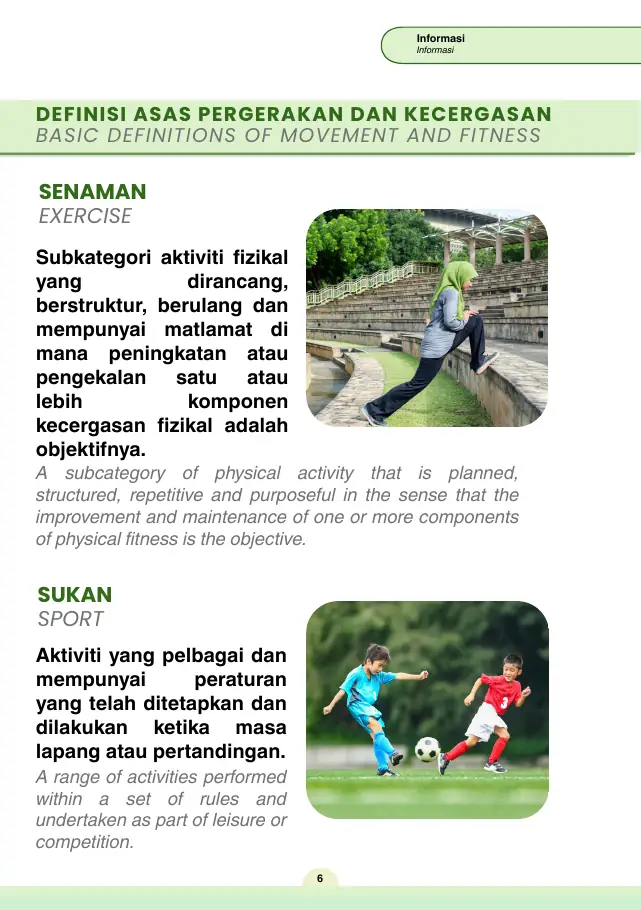 Informasi
Informasi
DEFINISI ASAS PERGERAKAN DAN KECERGASAN
BASIC DEFINITIONS OF MOVEMENT AND FITNESS
SENAMAN
EXERCISE
Subkategori aktiviti fizikal
yang dirancang,
berstruktur, berulang dan
mempunyai matlamat di
mana peningkatan atau
pengekalan satu atau
lebih komponen
kecergasan fizikal adalah
objektifnya.
A subcategory of physical activity that is planned,
structured, repetitive and purposeful in the sense that the
improvement and maintenance of one or more components
of physical fitness is the objective.
SUKAN
SPORT
Aktiviti yang pelbagai dan
mempunyai peraturan
yang telah ditetapkan dan
dilakukan ketika masa
lapang atau pertandingan.
A range of activities performed
within a set of rules and
undertaken as part of leisure or
competition.
3
6